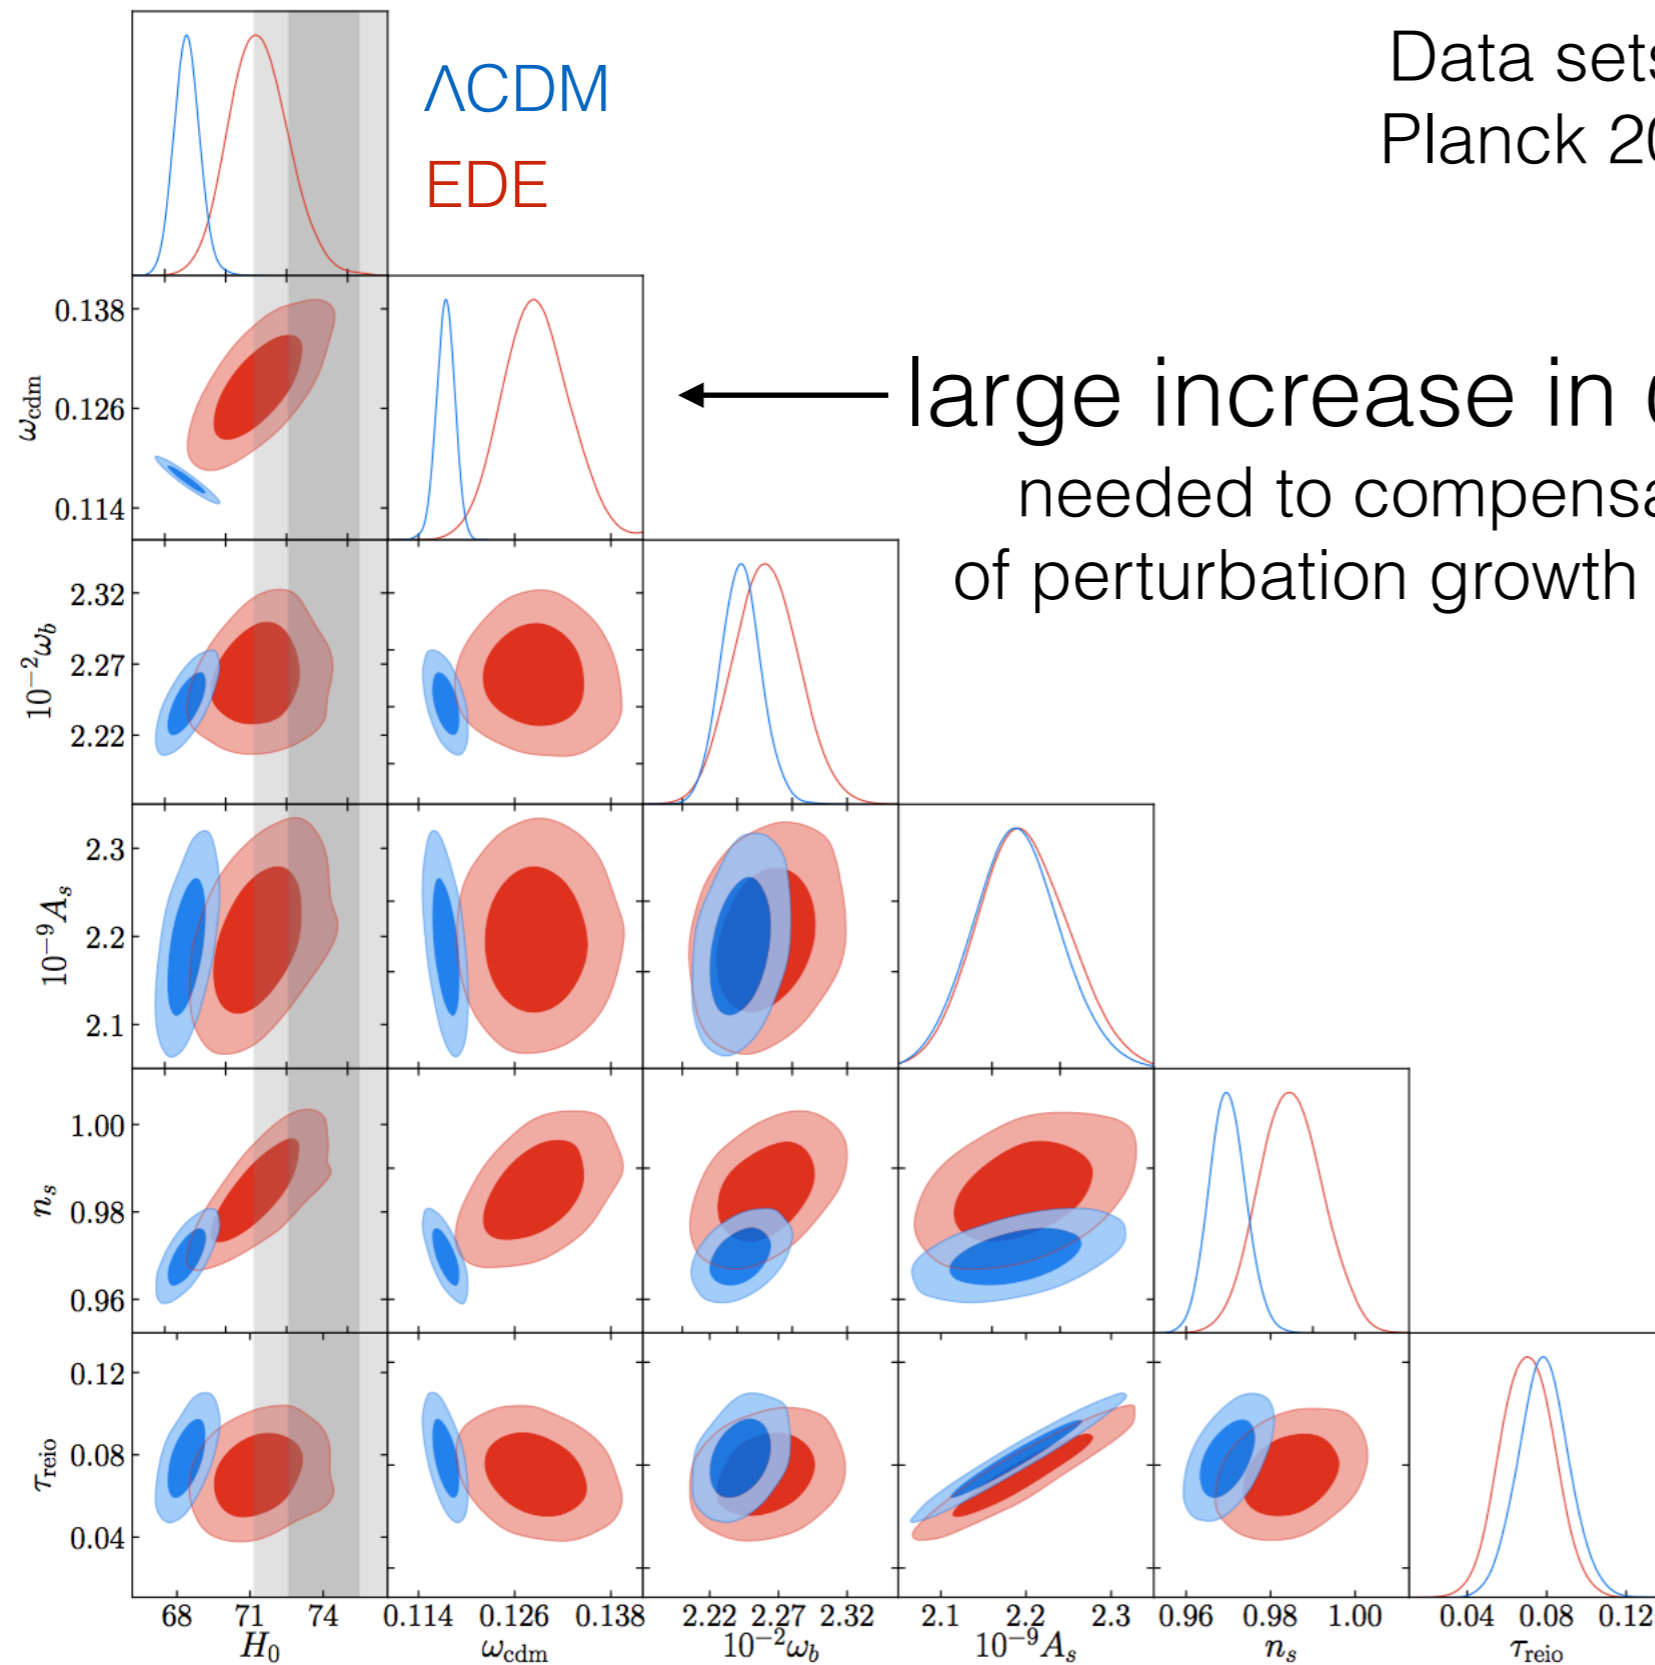 ΛCDM
EDE
Data sets
Planck
large increase in
needed to
of perturbation growth
0.138
0.126
0.114
ω_cdm
2.32
2.27
2.22
10^{-2}ω_b
2.3
2.2
2.1
10^{-9}A_s
1.00
0.98
0.96
n_s
0.12
0.08
0.04
τ_reio
68 71 74 0.114 0.126 0.138 2.22 2.27 2.32 2.1 2.2 2.3 0.96 0.98 1.00 0.04 0.08 0.12
H_0 ω_cdm 10^{-2}ω_b 10^{-9}A_s n_s τ_reio